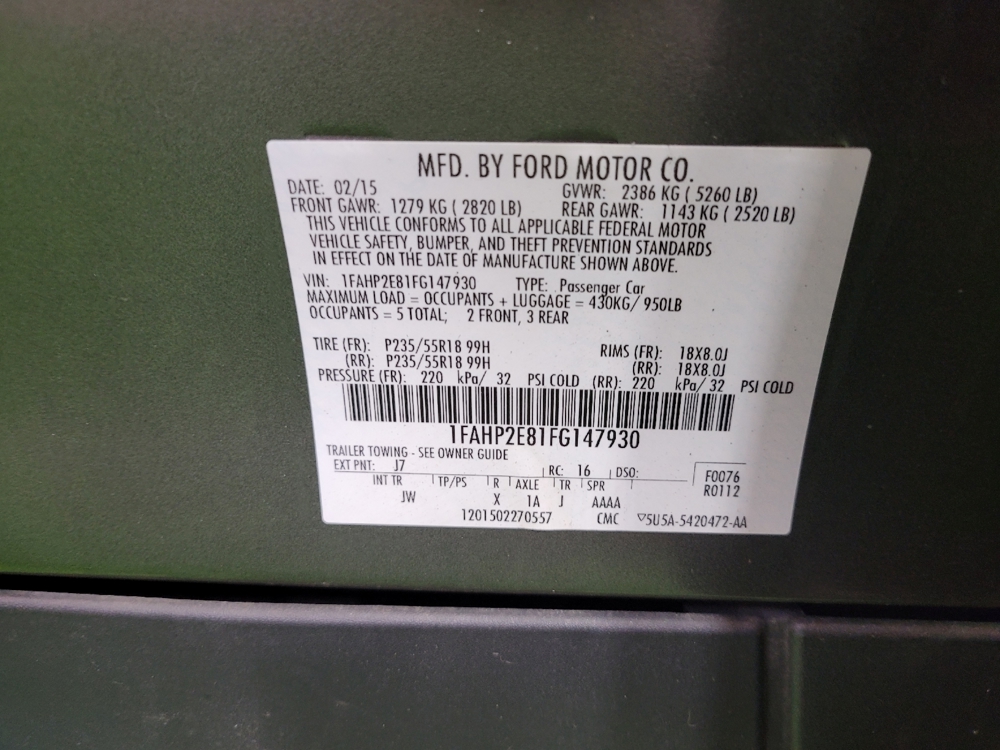 MFD. BY FORD MOTOR CO.
DATE: 02/15 GVWR: 2386 KG ( 5260 LB)
FRONT GAWR: 1279 KG ( 2820 LB) REAR GAWR: 1143 KG ( 2520 LB)
THIS VEHICLE CONFORMS TO ALL APPLICABLE FEDERAL MOTOR
VEHICLE SAFETY, BUMPER, AND THEFT PREVENTION STANDARDS
IN EFFECT ON THE DATE OF MANUFACTURE SHOWN ABOVE.
VIN: 1FAHP2E81FG147930 TYPE: Passenger Car
MAXIMUM LOAD = OCCUPANTS + LUGGAGE = 430KG/ 950LB
OCCUPANTS = 5 TOTAL; 2 FRONT, 3 REAR
TIRE (FR): P235/55R18 99H RIMS (FR): 18X8.0J
(RR): P235/55R18 99H (RR): 18X8.0J
PRESSURE (FR): 220 kPa/ 32 PSI COLD (RR): 220 kPa/ 32 PSI COLD
1FAHP2E81FG147930
TRAILER TOWING - SEE OWNER GUIDE
EXT PNT: J7 RC: 16 DSO: F0076
INT TR TP/PS R AXLE TR SPR R0112
JW X 1A J AAAA
1201502270557 CMC ▽5U5A-5420472-AA